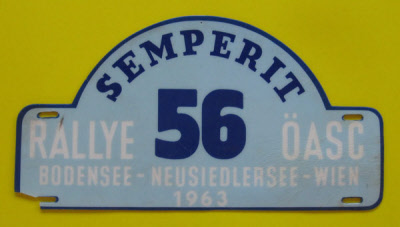 SEMPERIT
RALLYE 56 ÖASC
BODENSEE - NEUSIEDLERSEE - WIEN
1963